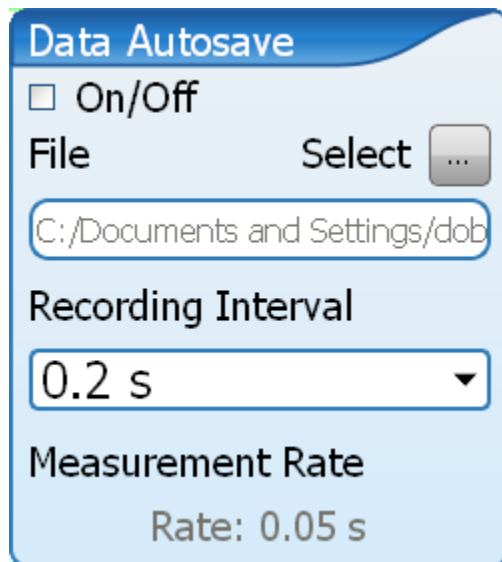 Data Autosave
On/Off
File Select ...
C:/Documents and Settings/dob
Recording Interval
0.2 s
Measurement Rate
Rate: 0.05 s